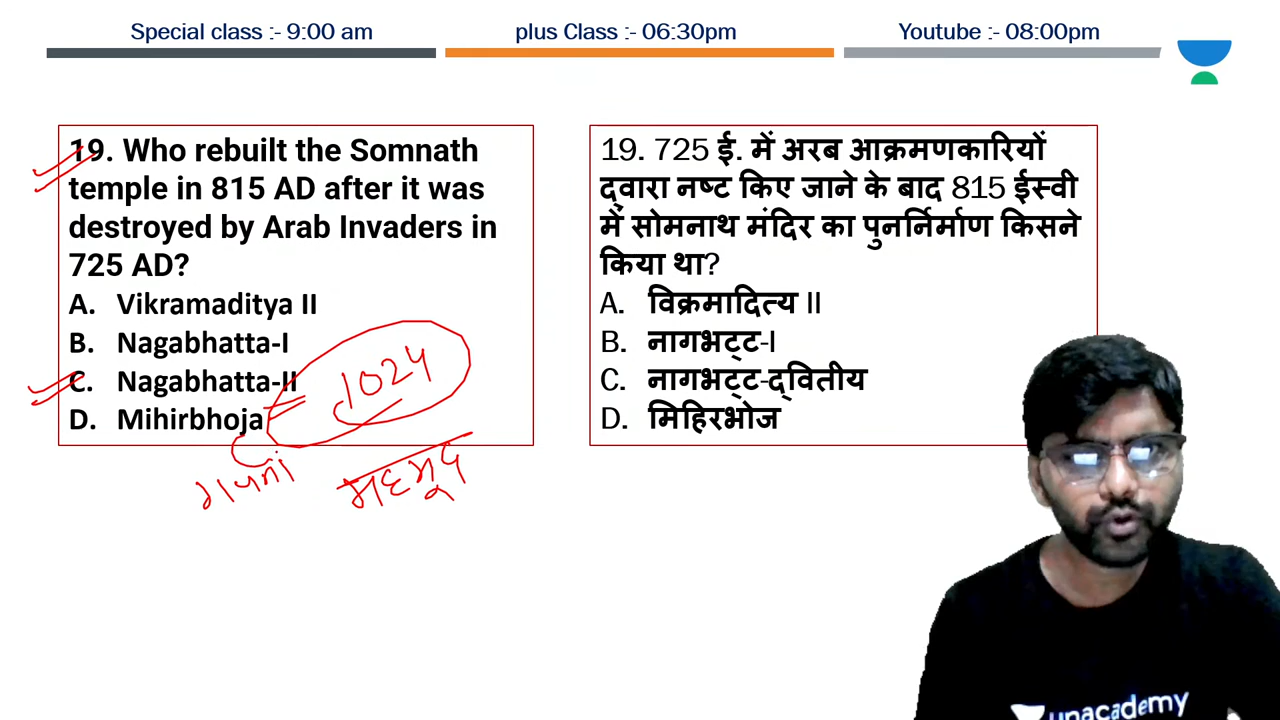 Special class :- 9:00 am
plus Class :- 06:30pm
Youtube :- 08:00pm
19. Who rebuilt the Somnath
temple in 815 AD after it was
destroyed by Arab Invaders in
725 AD?
A. Vikramaditya II
B. Nagabhatta-I
C. Nagabhatta-II
D. Mihirbhoja
1024
महमूद
19. 725 ई. में अरब आक्रमणकारियों
द्वारा नष्ट किए जाने के बाद 815 ईस्वी
में सोमनाथ मंदिर का पुनर्निर्माण किसने
किया था?
A. विक्रमादित्य II
B. नागभट्ट-I
C. नागभट्ट-द्वितीय
D. मिहिरभोज
unacademy